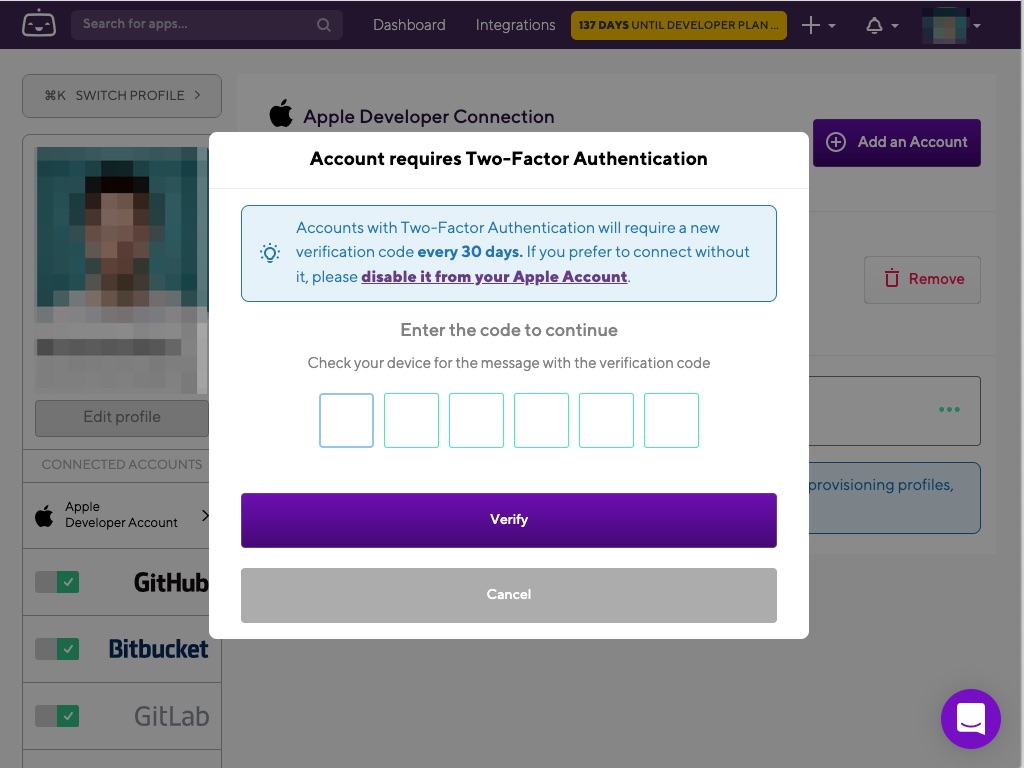 Search for apps...
Dashboard
Integrations
137 DAYS UNTIL DEVELOPER PLAN ...
⌘K SWITCH PROFILE
Apple Developer Connection
Add an Account
Account requires Two-Factor Authentication
Accounts with Two-Factor Authentication will require a new
verification code every 30 days. If you prefer to connect without
it, please disable it from your Apple Account.
Remove
Enter the code to continue
Check your device for the message with the verification code
Edit profile
CONNECTED ACCOUNTS
provisioning profiles,
Apple
Developer Account
Verify
GitHub
Cancel
Bitbucket
GitLab